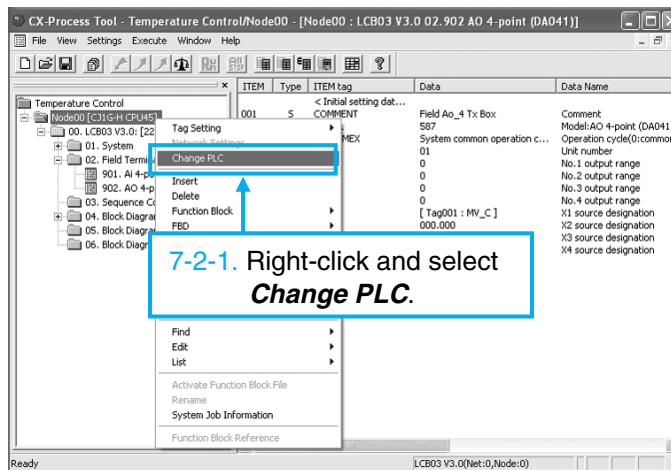 CX-Process Tool - Temperature Control/Node00 - [Node00 : LCB03 V3.0 02.902 AO 4-point (DA041)]
File View Settings Execute Window Help
ITEM Type ITEM tag Data Data Name
Temperature Control
Node00 [CJ1G-H CPU45]
00. LCB03 V3.0: [22
01. System
02. Field Termin
901. Ai 4-po
902. AO 4-p
03. Sequence Co
04. Block Diagra
05. Block Diagra
06. Block Diagr
< Initial setting dat...
001 S COMMENT Field Ao_4 Tx Box Comment
587 Model:AO 4-point (DA041
MEX System common operation c... Operation cycle(0:common
01 Unit number
0 No.1 output range
0 No.2 output range
0 No.3 output range
0 No.4 output range
[ Tag001 : MV_C ] X1 source designation
000.000 X2 source designation
X3 source designation
X4 source designation
Tag Setting
Network Settings
Change PLC
Insert
Delete
Function Block
FBD
7-2-1. Right-click and select
Change PLC.
Find
Edit
List
Activate Function Block File
Rename
System Job Information
Function Block Reference
Ready LCB03 V3.0(Net:0,Node:0)